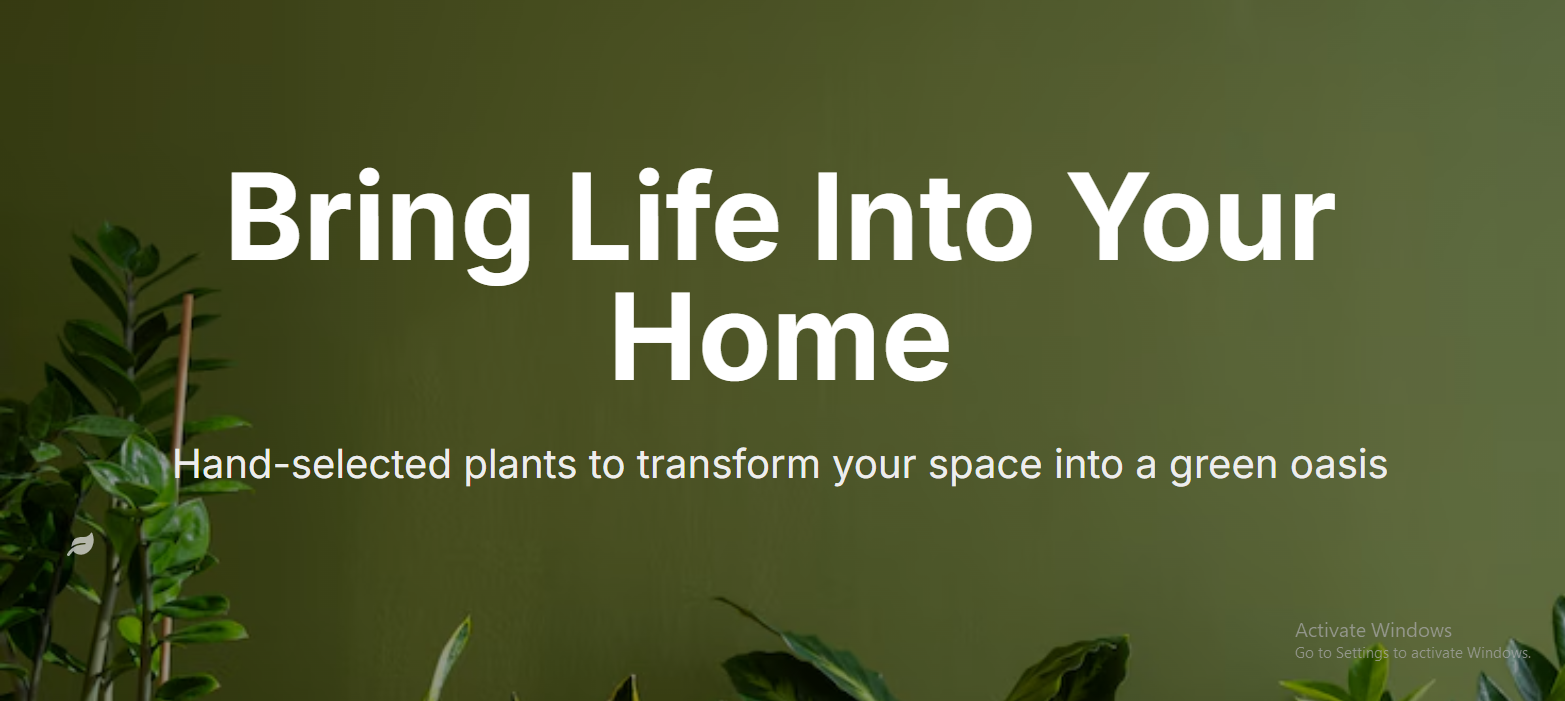 Bring Life Into Your
Home
Hand-selected plants to transform your space into a green oasis
Activate Windows
Go to Settings to activate Windows.